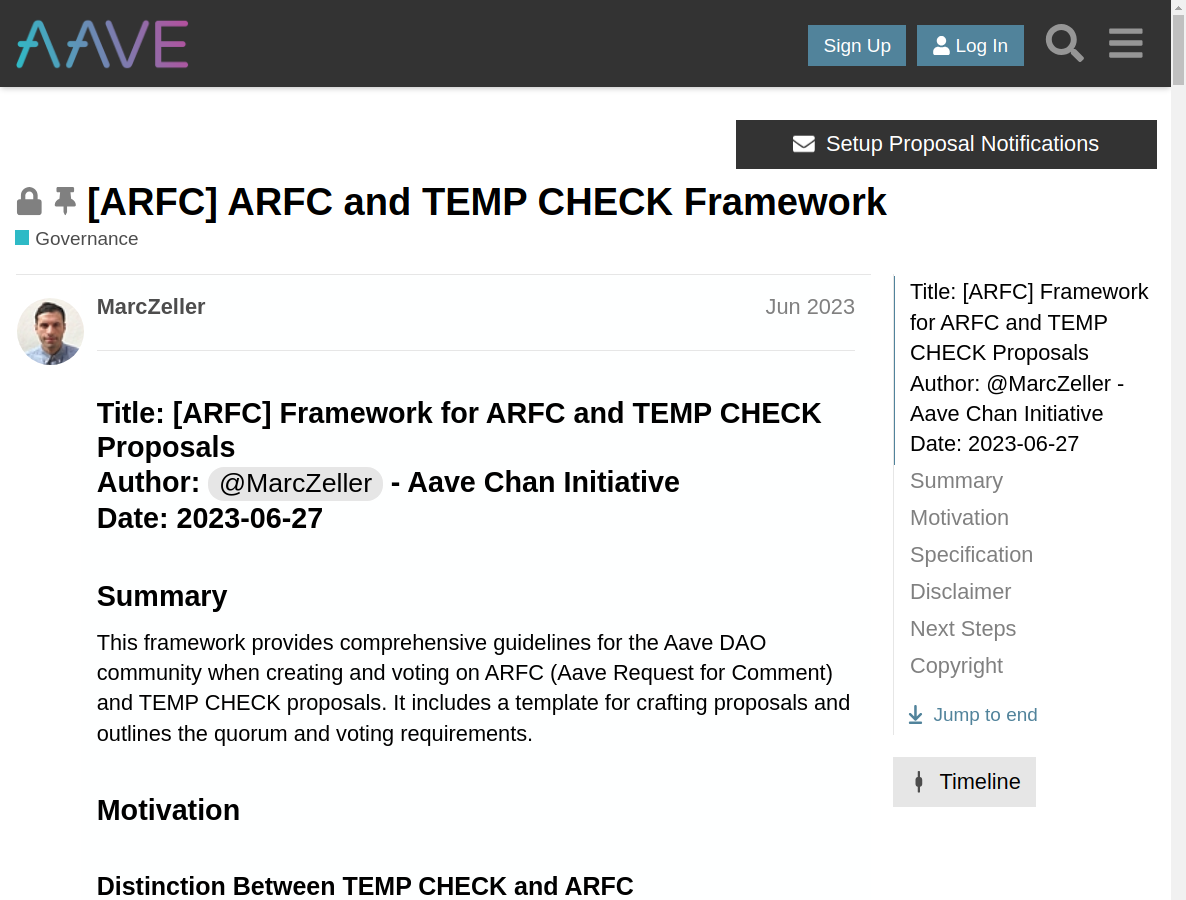 AAVE
Sign Up
Log In
Setup Proposal Notifications
[ARFC] ARFC and TEMP CHECK Framework
Governance
MarcZeller
Jun 2023
Title: [ARFC] Framework for ARFC and TEMP CHECK
Proposals
Author: @MarcZeller - Aave Chan Initiative
Date: 2023-06-27
Summary
This framework provides comprehensive guidelines for the Aave DAO
community when creating and voting on ARFC (Aave Request for Comment)
and TEMP CHECK proposals. It includes a template for crafting proposals and
outlines the quorum and voting requirements.
Motivation
Distinction Between TEMP CHECK and ARFC
Title: [ARFC] Framework
for ARFC and TEMP
CHECK Proposals
Author: @MarcZeller -
Aave Chan Initiative
Date: 2023-06-27
Summary
Motivation
Specification
Disclaimer
Next Steps
Copyright
Jump to end
Timeline